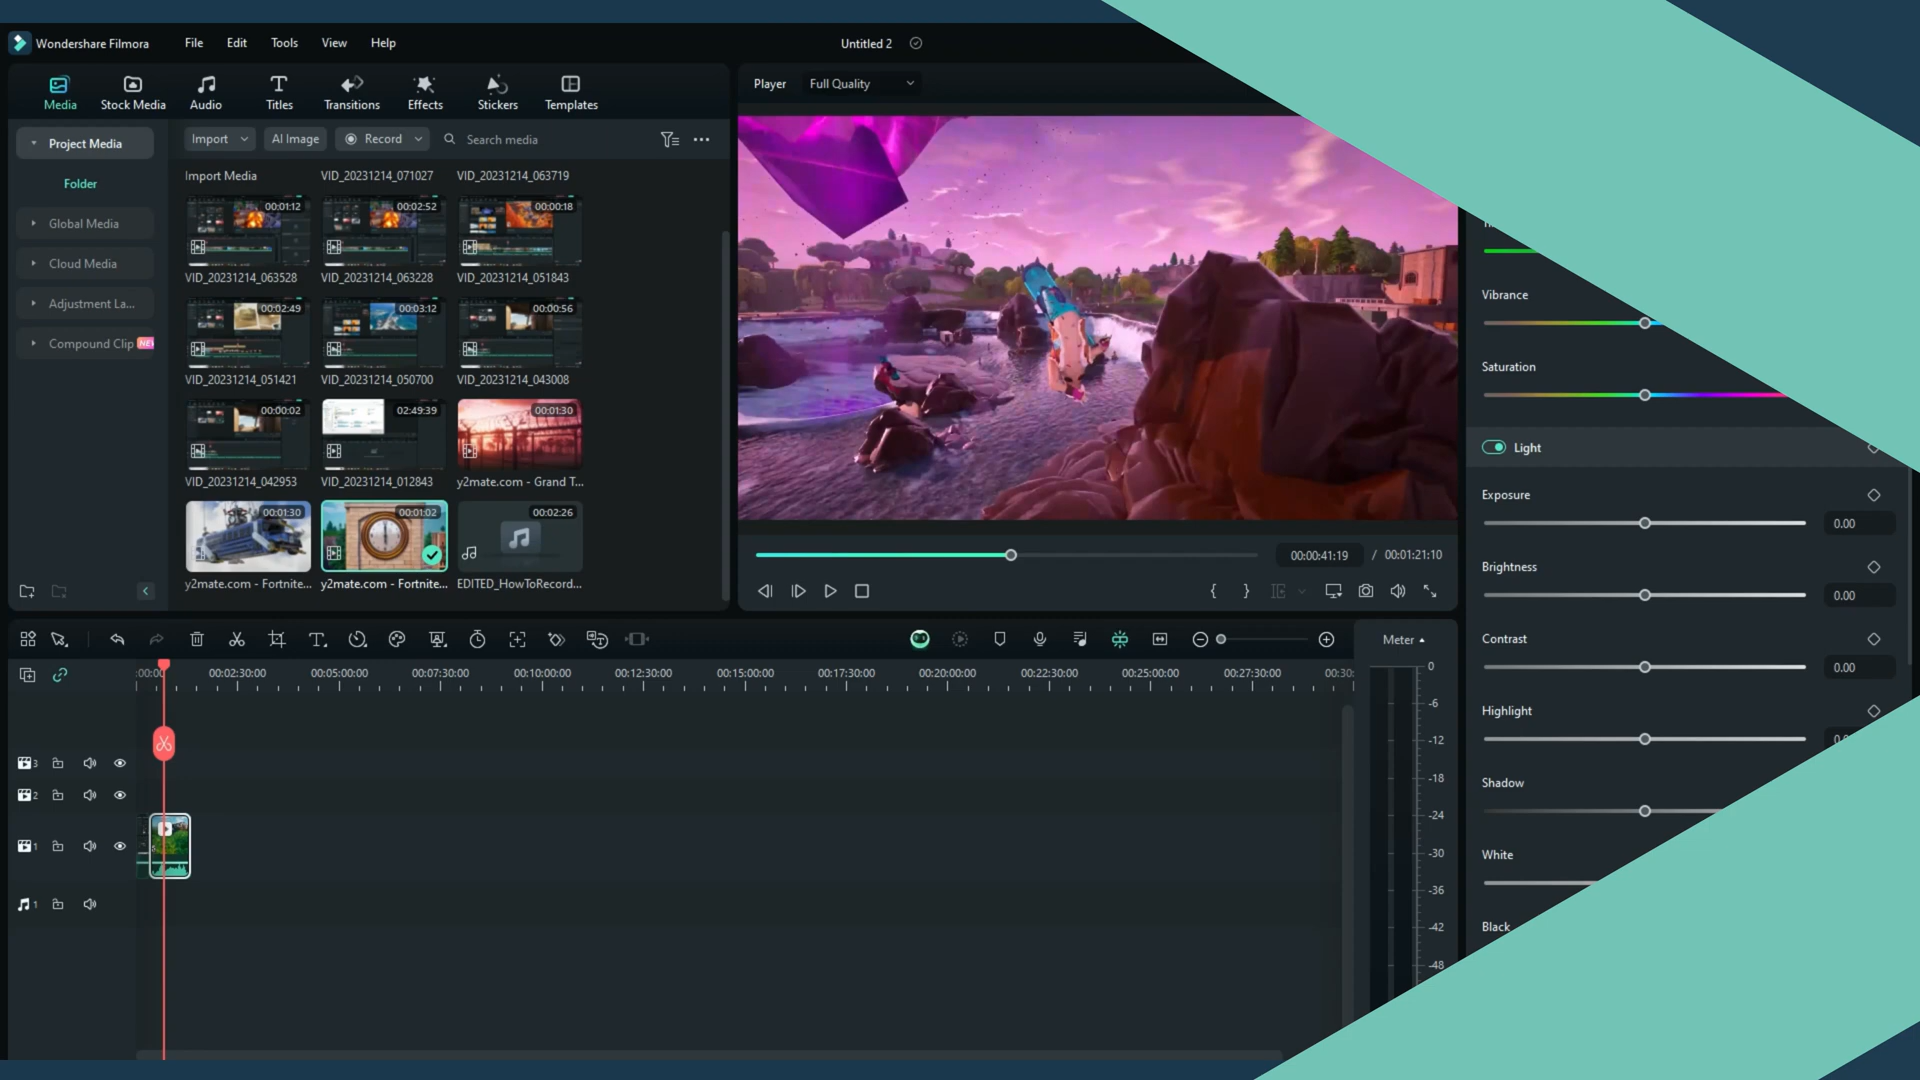 Wondershare Filmora File Edit Tools View Help Untitled 2
Media Stock Media Audio Titles Transitions Effects Stickers Templates
Player Full Quality
Project Media
Folder
Global Media
Cloud Media
Adjustment La...
Compound Clip NEW
Import AI Image Record Search media
Import Media VID_20231214_071027 VID_20231214_063719
00:01:12 00:02:52 00:00:18
VID_20231214_063528 VID_20231214_063228 VID_20231214_051843
00:02:49 00:03:12 00:00:56
VID_20231214_051421 VID_20231214_050700 VID_20231214_043008
00:00:02 02:49:39 00:01:30
VID_20231214_042953 VID_20231214_012843 y2mate.com - Grand T...
00:01:30 00:01:02 00:02:26
y2mate.com - Fortnite... y2mate.com - Fortnite... EDITED_HowToRecord...
00:00:41:19 / 00:01:21:10
Vibrance
Saturation
Light
Exposure
0.00
Brightness
0.00
Contrast
0.00
Highlight
Shadow
White
Black
Meter
:00:00 00:02:30:00 00:05:00:00 00:07:30:00 00:10:00:00 00:12:30:00 00:15:00:00 00:17:30:00 00:20:00:00 00:22:30:00 00:25:00:00 00:27:30:00 00:30:
3
2
1
1
0
-6
-12
-18
-24
-30
-36
-42
-48